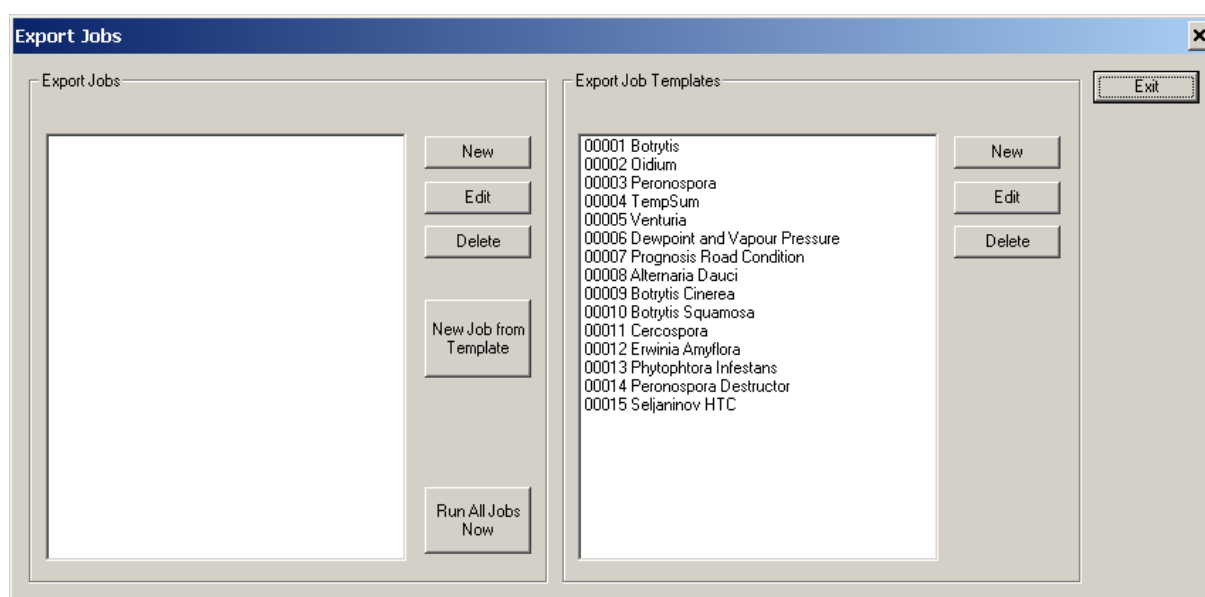 Export Jobs
Export Jobs
New
Edit
Delete
New Job from
Template
Run All Jobs
Now
Export Job Templates
00001 Botrytis
00002 Oidium
00003 Peronospora
00004 TempSum
00005 Venturia
00006 Dewpoint and Vapour Pressure
00007 Prognosis Road Condition
00008 Alternaria Dauci
00009 Botrytis Cinerea
00010 Botrytis Squamosa
00011 Cercospora
00012 Erwinia Amyflora
00013 Phytophtora Infestans
00014 Peronospora Destructor
00015 Seljaninov HTC
New
Edit
Delete
Exit